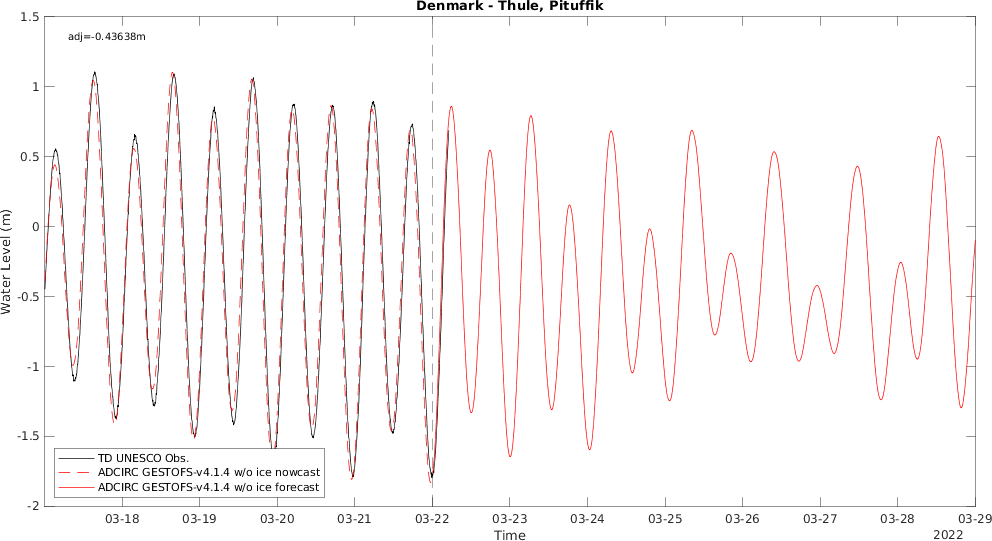 Denmark - Thule, Pituffik
adj=-0.43638m
1.5
1
0.5
0
-0.5
-1
-1.5
-2
Water Level (m)
TD UNESCO Obs.
ADCIRC GESTOFS-v4.1.4 w/o ice nowcast
ADCIRC GESTOFS-v4.1.4 w/o ice forecast
03-18 03-19 03-20 03-21 03-22 03-23 03-24 03-25 03-26 03-27 03-28 03-29
Time
2022